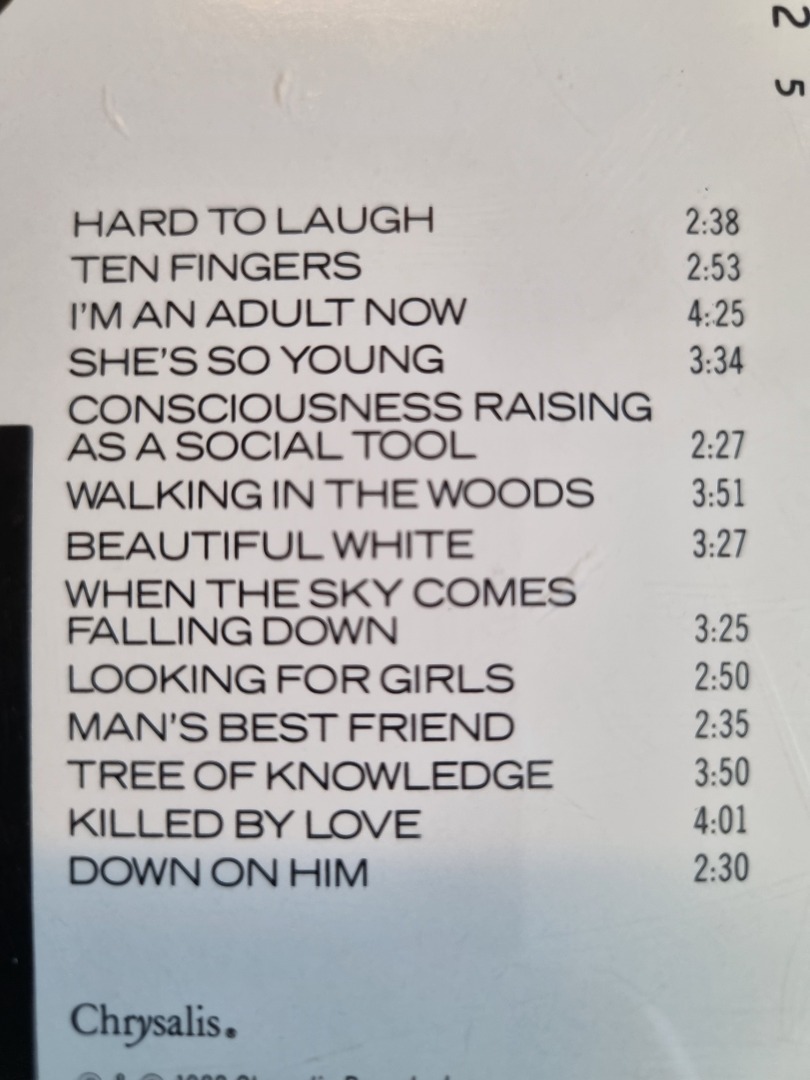 2 5
HARD TO LAUGH 2:38
TEN FINGERS 2:53
I'M AN ADULT NOW 4:25
SHE'S SO YOUNG 3:34
CONSCIOUSNESS RAISING
AS A SOCIAL TOOL 2:27
WALKING IN THE WOODS 3:51
BEAUTIFUL WHITE 3:27
WHEN THE SKY COMES
FALLING DOWN 3:25
LOOKING FOR GIRLS 2:50
MAN'S BEST FRIEND 2:35
TREE OF KNOWLEDGE 3:50
KILLED BY LOVE 4:01
DOWN ON HIM 2:30
Chrysalis.